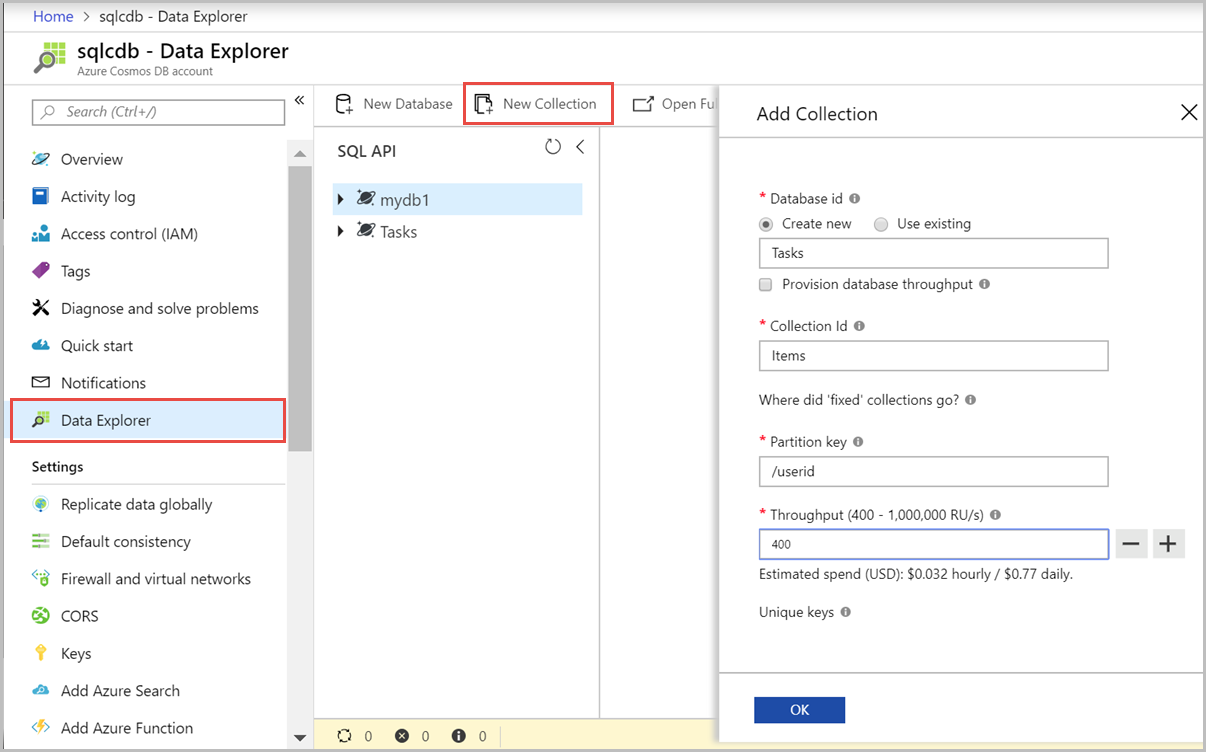 Home > sqlcdb - Data Explorer
sqlcdb - Data Explorer
Azure Cosmos DB account
Search (Ctrl+/)
«
Overview
Activity log
Access control (IAM)
Tags
Diagnose and solve problems
Quick start
Notifications
Data Explorer
Settings
Replicate data globally
Default consistency
Firewall and virtual networks
CORS
Keys
Add Azure Search
Add Azure Function
New Database
New Collection
Open Ful
SQL API
mydb1
Tasks
0 0 0
Add Collection
* Database id
Create new Use existing
Tasks
Provision database throughput
* Collection Id
Items
Where did 'fixed' collections go?
* Partition key
/userid
* Throughput (400 - 1,000,000 RU/s)
400
Estimated spend (USD): $0.032 hourly / $0.77 daily.
Unique keys
OK